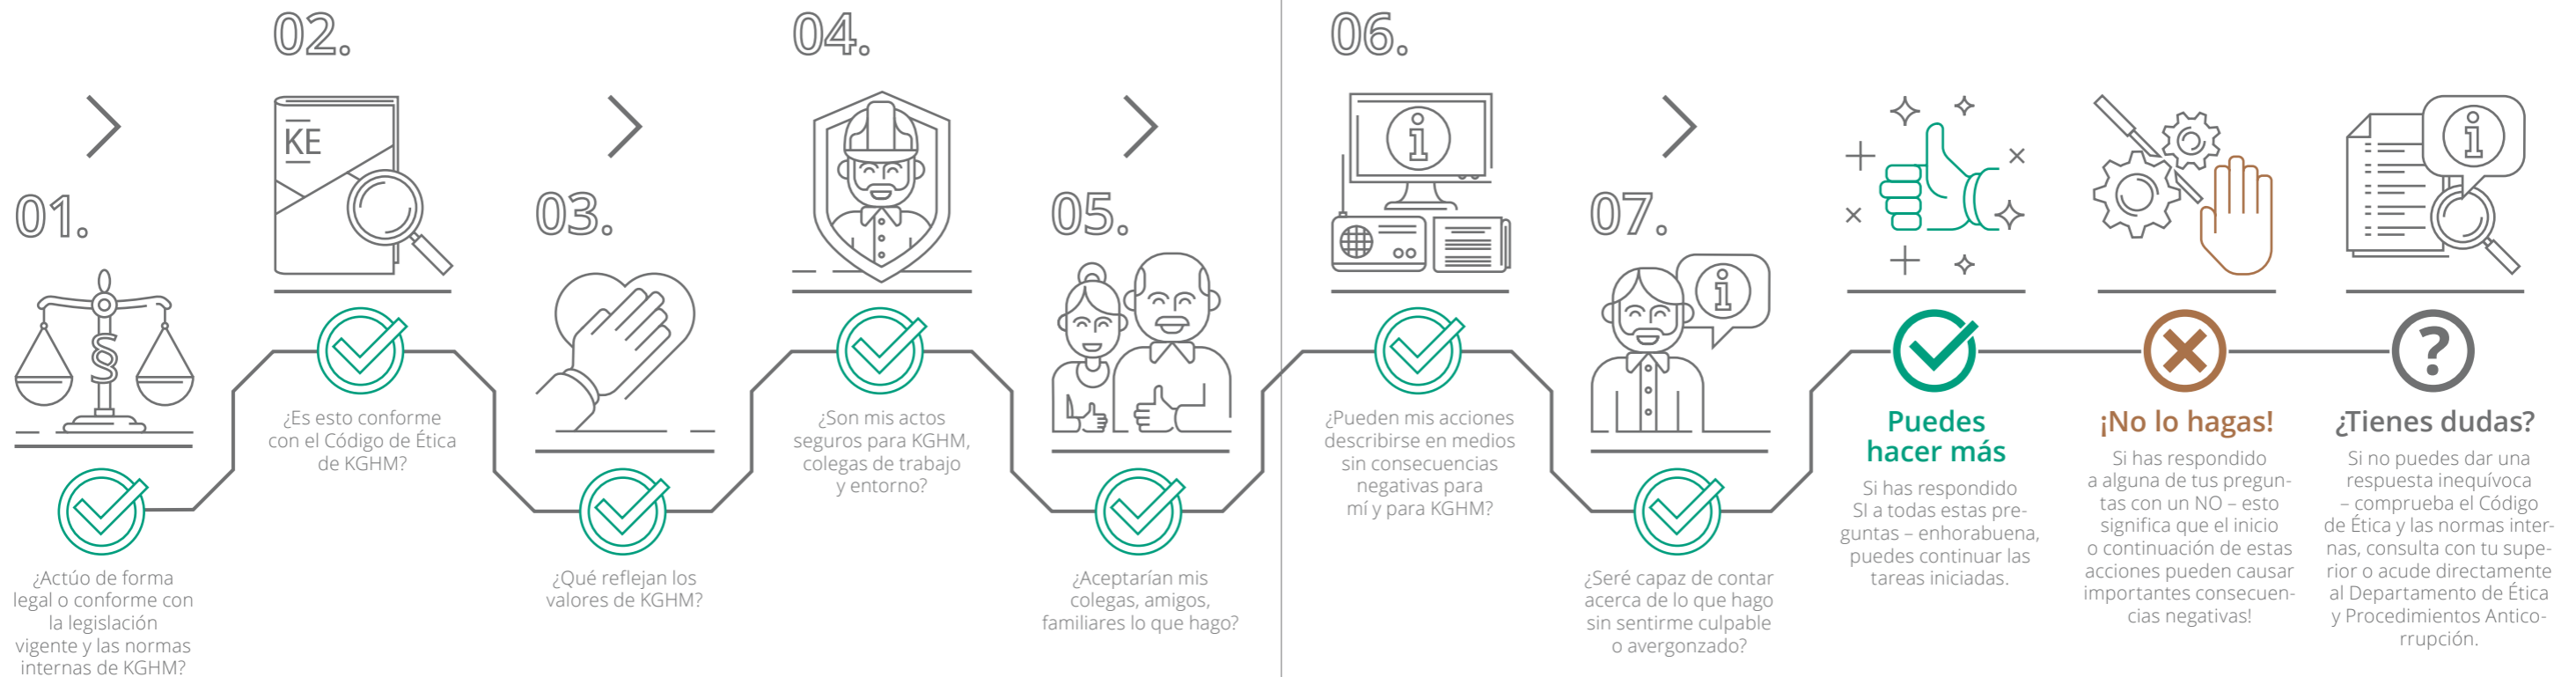 01.
¿Actúo de forma
legal o conforme con
la legislación
vigente y las normas
internas de KGHM?
02.
KE
¿Es esto conforme
con el Código de Ética
de KGHM?
03.
¿Qué reflejan los
valores de KGHM?
04.
¿Son mis actos
seguros para KGHM,
colegas de trabajo
y entorno?
05.
¿Aceptarían mis
colegas, amigos,
familiares lo que hago?
06.
i
¿Pueden mis acciones
describirse en medios
sin consecuencias
negativas para
mí y para KGHM?
07.
i
¿Seré capaz de contar
acerca de lo que hago
sin sentirme culpable
o avergonzado?
Puedes
hacer más
Si has respondido
SI a todas estas pre-
guntas – enhorabuena,
puedes continuar las
tareas iniciadas.
¡No lo hagas!
Si has respondido
a alguna de tus pregun-
tas con un NO – esto
significa que el inicio
o continuación de estas
acciones pueden causar
importantes consecuen-
cias negativas!
i
?
¿Tienes dudas?
Si no puedes dar una
respuesta inequívoca
– comprueba el Código
de Ética y las normas inter-
nas, consulta con tu supe-
rior o acude directamente
al Departamento de Ética
y Procedimientos Antico-
rrupción.